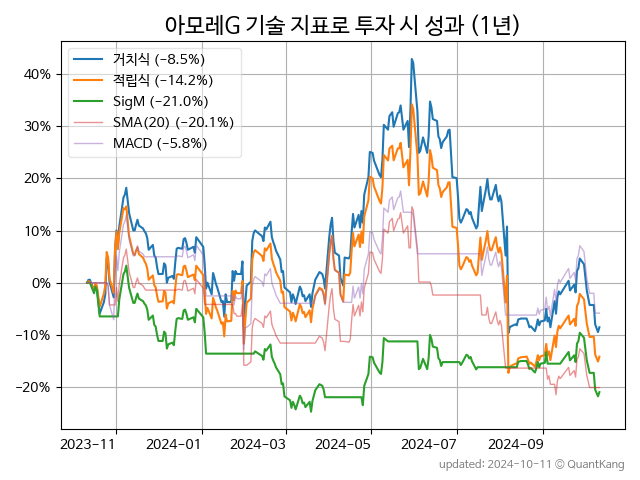 아모레G 기술 지표로 투자 시 성과 (1년)
거치식 (−8.5%)
적립식 (−14.2%)
SigM (−21.0%)
SMA(20) (−20.1%)
MACD (−5.8%)
40%
30%
20%
10%
0%
−10%
−20%
2023-11 2024-01 2024-03 2024-05 2024-07 2024-09
updated: 2024-10-11 © QuantKang